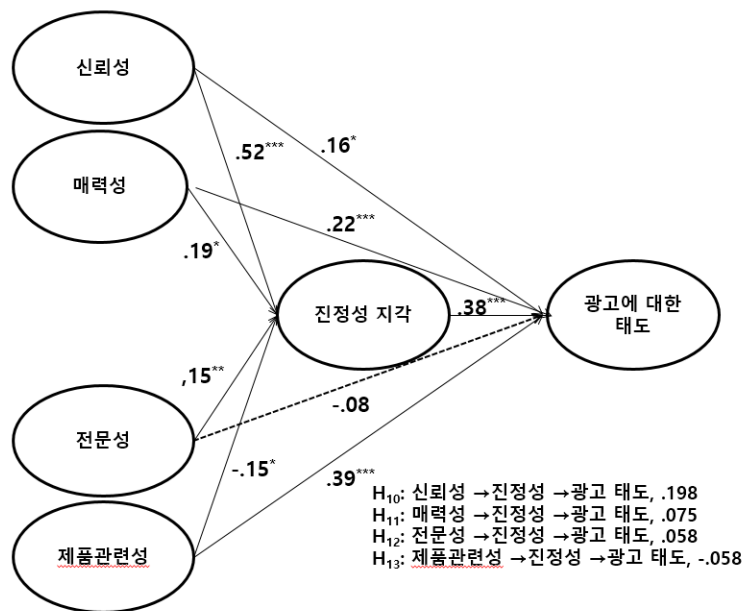 신뢰성
.52***
.16*
매력성
.22***
.19*
진정성 지각
.38***
광고에 대한
태도
,15**
-.08
전문성
-.15*
.39***
제품관련성
H10: 신뢰성 →진정성 →광고 태도, .198
H11: 매력성 →진정성 →광고 태도, .075
H12: 전문성 →진정성 →광고 태도, .058
H13: 제품관련성 →진정성 →광고 태도, -.058